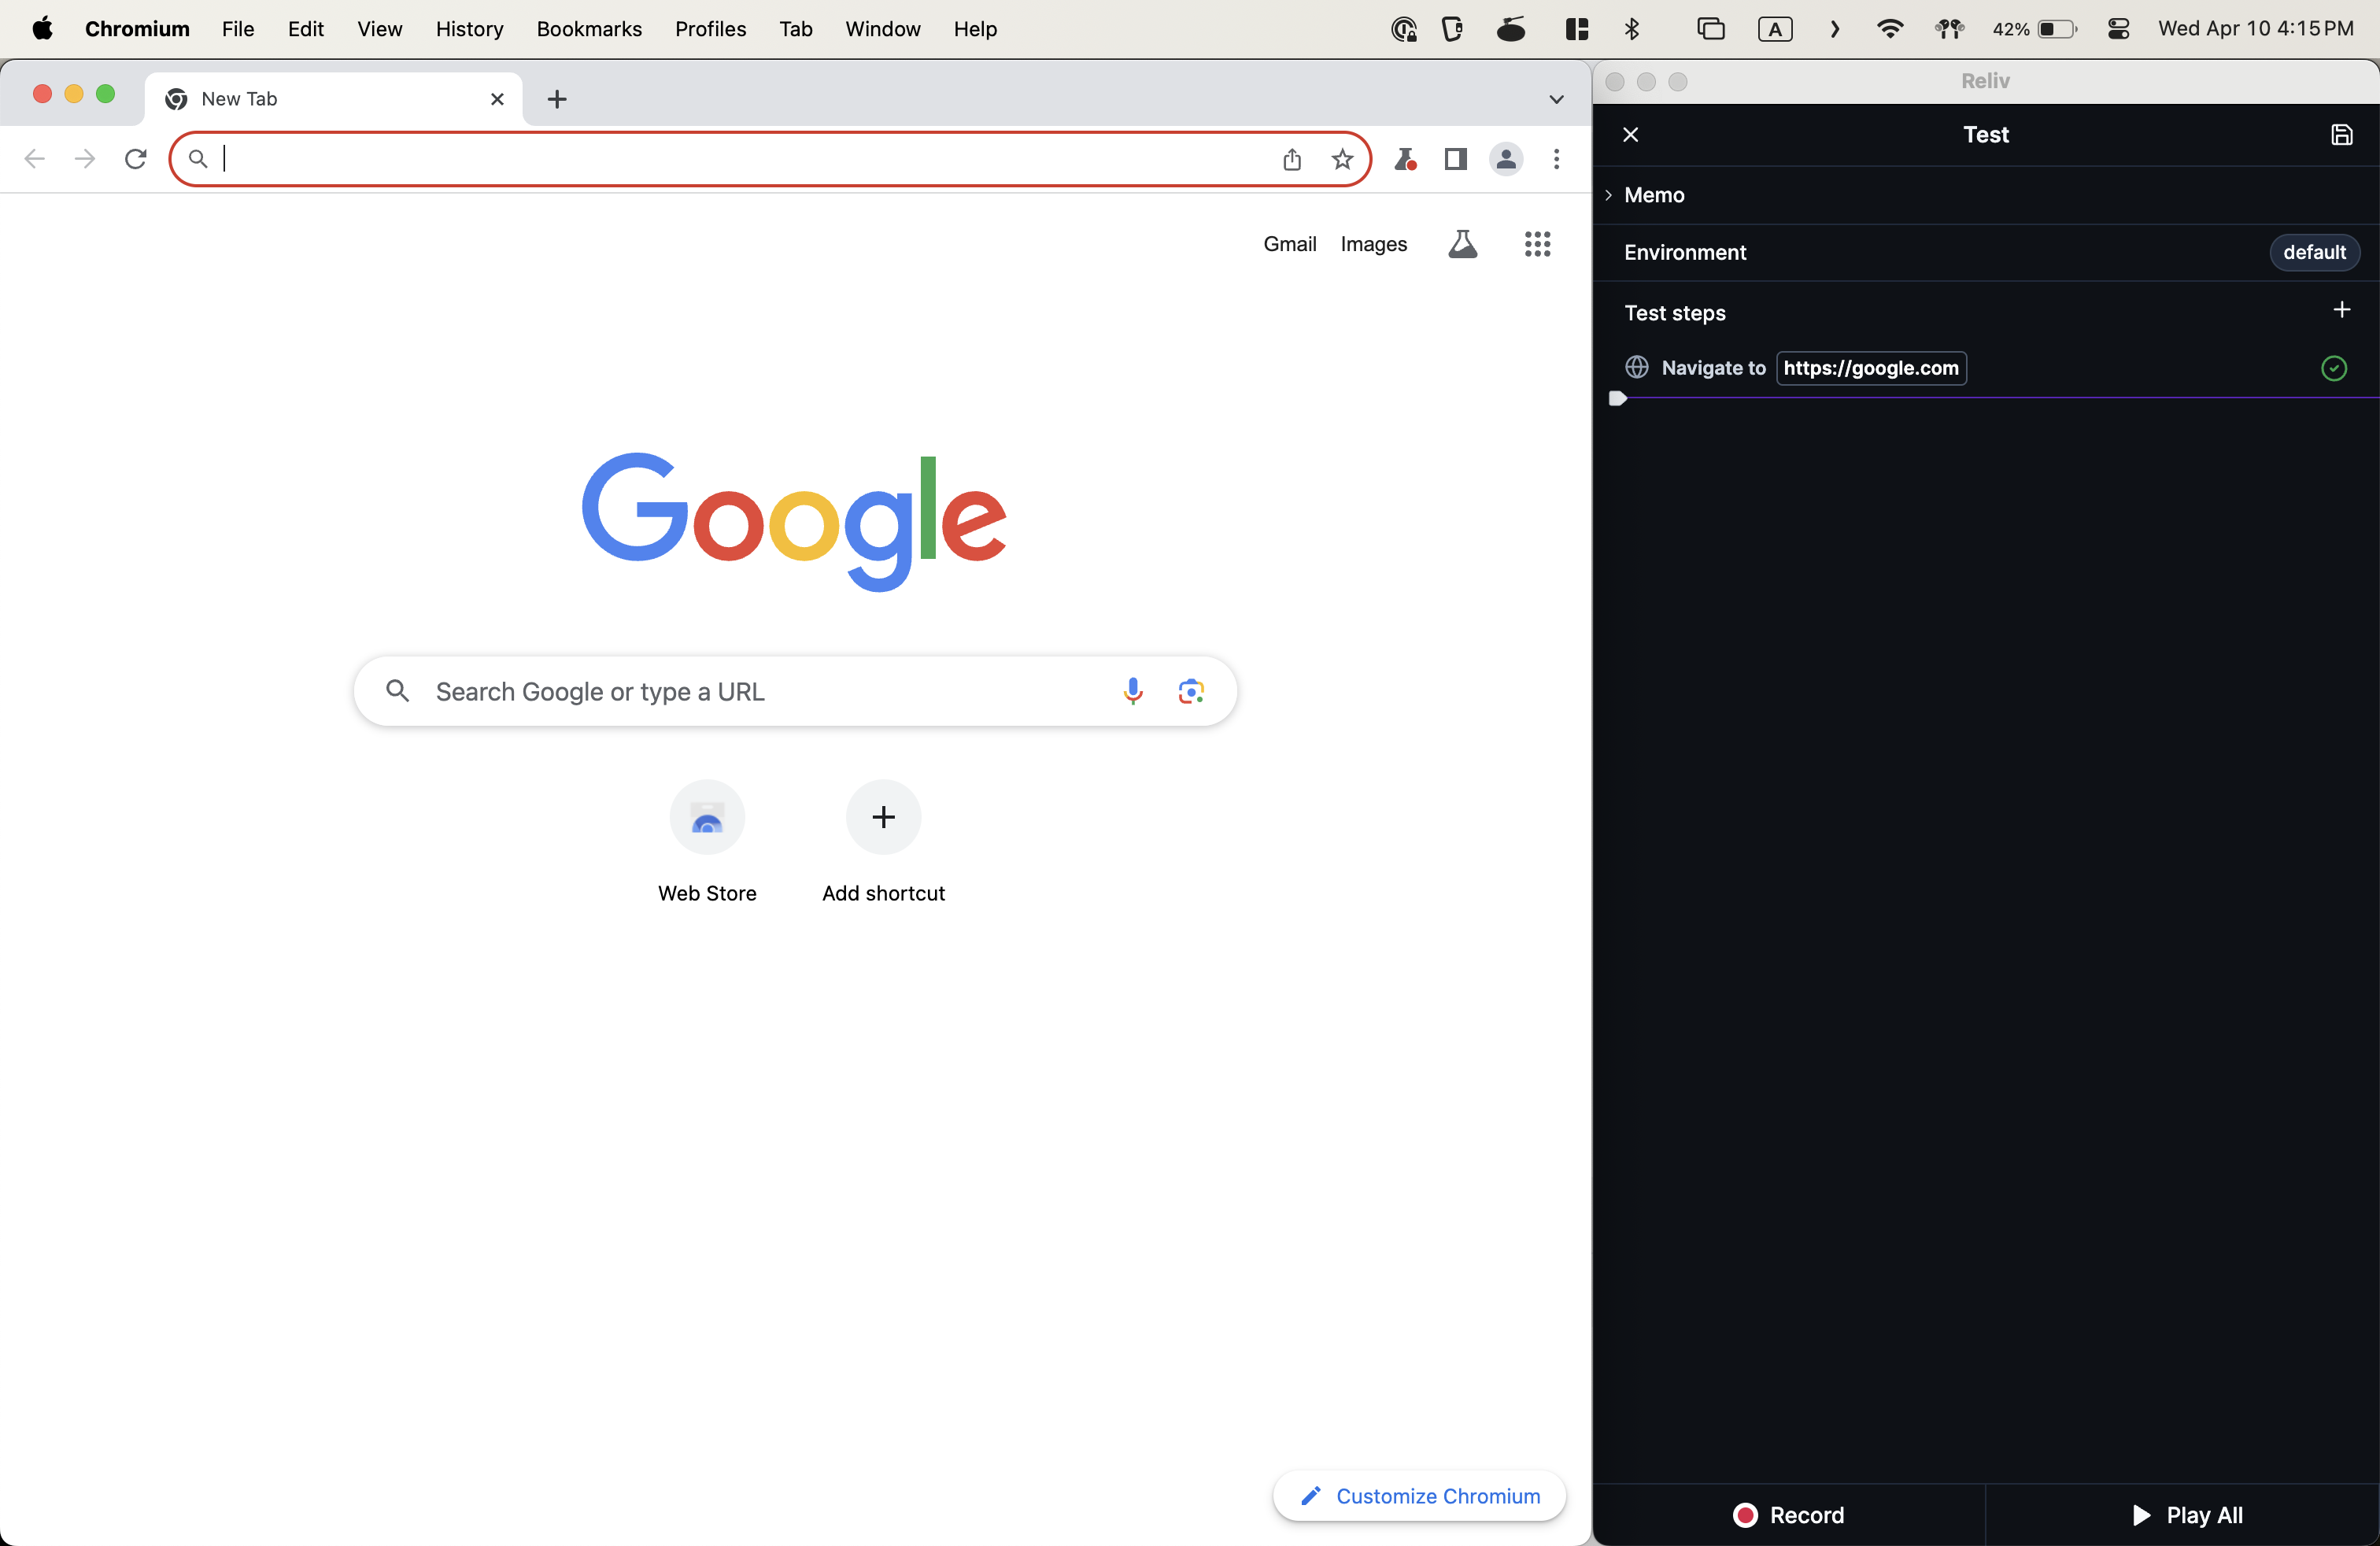 Chromium File Edit View History Bookmarks Profiles Tab Window Help A 42% Wed Apr 10 4:15 PM
New Tab
Gmail Images
Google
Search Google or type a URL
Web Store Add shortcut
Customize Chromium
Reliv
Test
Memo
Environment default
Test steps
Navigate to https://google.com
Record Play All